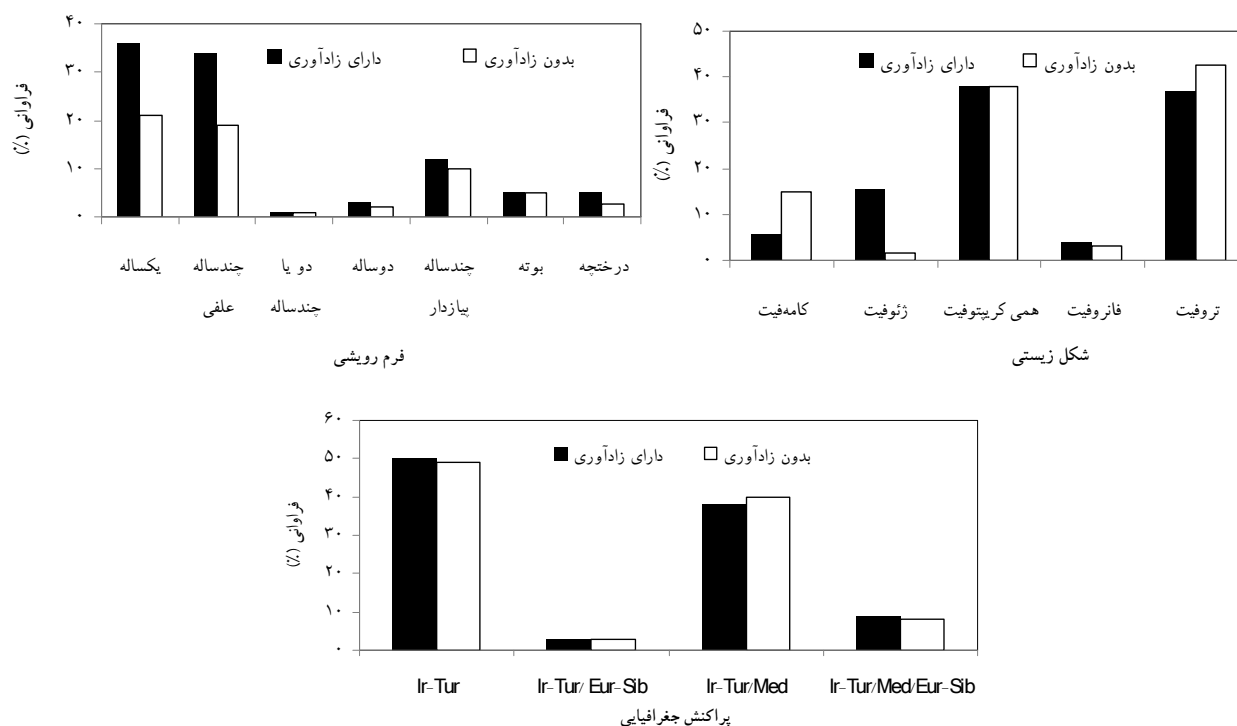 ۴۰
۳۰
۲۰
۱۰
۰
فراوانی (٪)
دارای زادآوری
بدون زادآوری
یکساله
چندساله علفی
دو یا چندساله
دوساله
چندساله پیازدار
بوته
درختچه
فرم رویشی
۵۰
۴۰
۳۰
۲۰
۱۰
۰
فراوانی (٪)
دارای زادآوری
بدون زادآوری
کامه‌فیت
ژئوفیت
همی کریپتوفیت
فانروفیت
تروفیت
شکل زیستی
۶۰
۵۰
۴۰
۳۰
۲۰
۱۰
۰
فراوانی (٪)
دارای زادآوری
بدون زادآوری
Ir-Tur
Ir-Tur/ Eur-Sib
Ir-Tur/Med
Ir-Tur/Med/Eur-Sib
پراکنش جغرافیایی